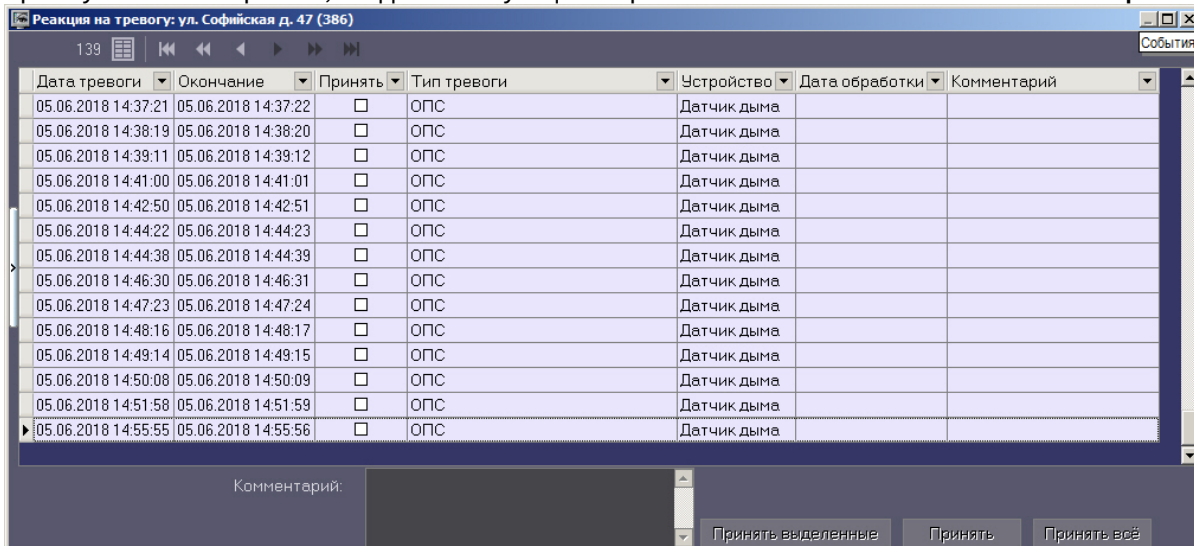 Реакция на тревогу: ул. Софийская д. 47 (386)
События
139
Дата тревоги Окончание Принять Тип тревоги Устройство Дата обработки Комментарий
05.06.2018 14:37:21 05.06.2018 14:37:22 ОПС Датчик дыма
05.06.2018 14:38:19 05.06.2018 14:38:20 ОПС Датчик дыма
05.06.2018 14:39:11 05.06.2018 14:39:12 ОПС Датчик дыма
05.06.2018 14:41:00 05.06.2018 14:41:01 ОПС Датчик дыма
05.06.2018 14:42:50 05.06.2018 14:42:51 ОПС Датчик дыма
05.06.2018 14:44:22 05.06.2018 14:44:23 ОПС Датчик дыма
05.06.2018 14:44:38 05.06.2018 14:44:39 ОПС Датчик дыма
05.06.2018 14:46:30 05.06.2018 14:46:31 ОПС Датчик дыма
05.06.2018 14:47:23 05.06.2018 14:47:24 ОПС Датчик дыма
05.06.2018 14:48:16 05.06.2018 14:48:17 ОПС Датчик дыма
05.06.2018 14:49:14 05.06.2018 14:49:15 ОПС Датчик дыма
05.06.2018 14:50:08 05.06.2018 14:50:09 ОПС Датчик дыма
05.06.2018 14:51:58 05.06.2018 14:51:59 ОПС Датчик дыма
05.06.2018 14:55:55 05.06.2018 14:55:56 ОПС Датчик дыма
Комментарий:
Принять выделенные Принять Принять всё